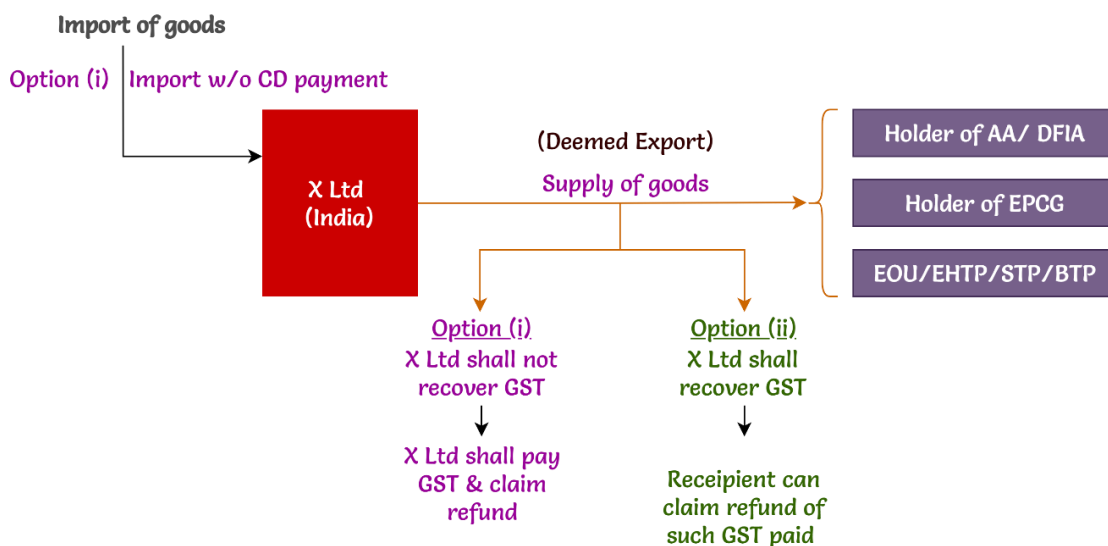 Import of goods
Option (i) Import w/o CD payment
X Ltd
(India)
(Deemed Export)
Supply of goods
Holder of AA/ DFIA
Holder of EPCG
EOU/EHTP/STP/BTP
Option (i)
X Ltd shall not
recover GST
X Ltd shall pay
GST & claim
refund
Option (ii)
X Ltd shall
recover GST
Receipient can
claim refund of
such GST paid